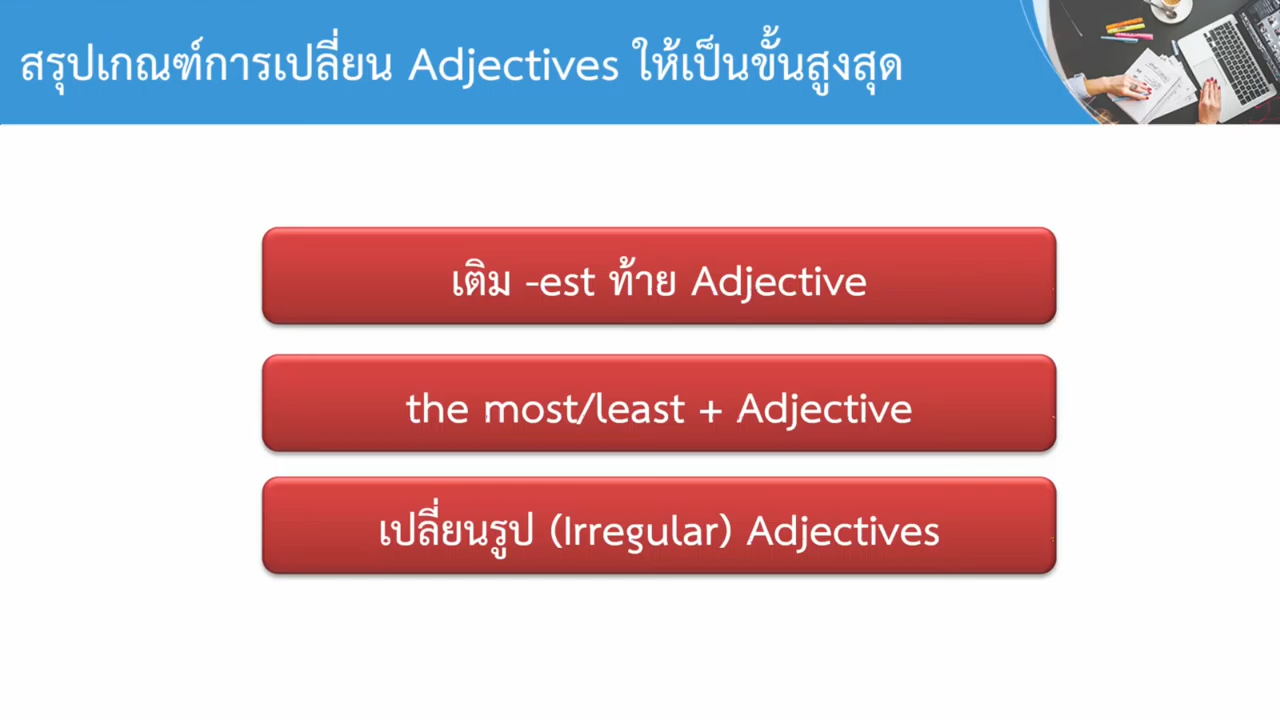 สรุปเกณฑ์การเปลี่ยน Adjectives ให้เป็นขั้นสูงสุด
เติม -est ท้าย Adjective
the most/least + Adjective
เปลี่ยนรูป (Irregular) Adjectives